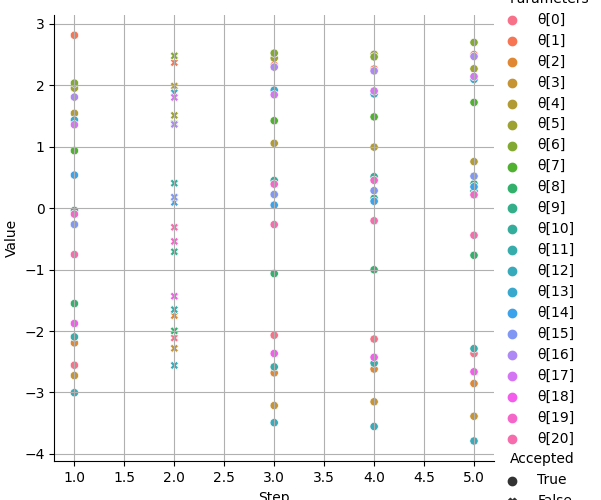 Parameters
θ[0]
θ[1]
θ[2]
θ[3]
θ[4]
θ[5]
θ[6]
θ[7]
θ[8]
θ[9]
θ[10]
θ[11]
θ[12]
θ[13]
θ[14]
θ[15]
θ[16]
θ[17]
θ[18]
θ[19]
θ[20]
Accepted
True
False
Value
3
2
1
0
−1
−2
−3
−4
1.0 1.5 2.0 2.5 3.0 3.5 4.0 4.5 5.0
Step